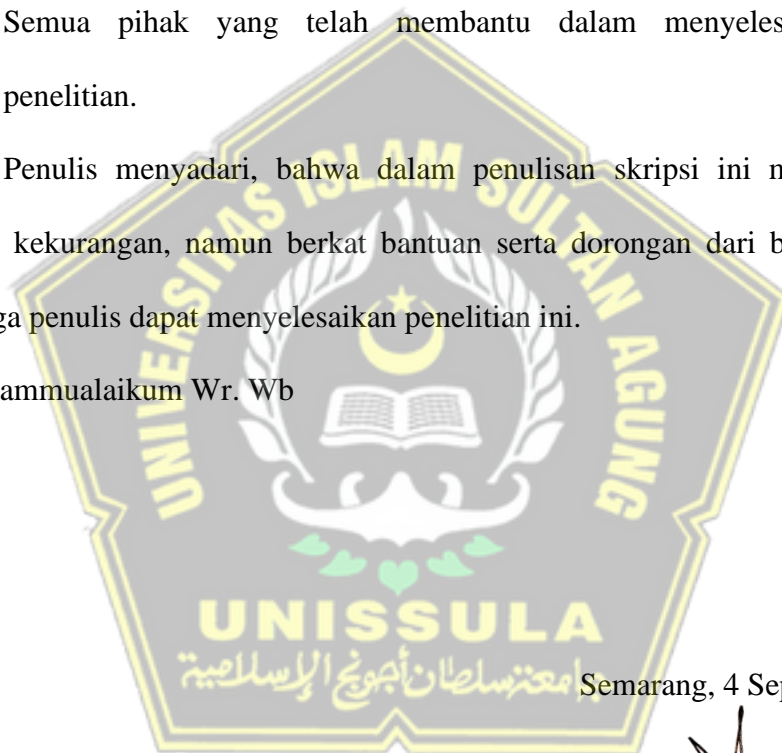 Semua pihak yang telah membantu dalam menyeles
penelitian.
Penulis menyadari, bahwa dalam penulisan skripsi ini m
kekurangan, namun berkat bantuan serta dorongan dari b
ga penulis dapat menyelesaikan penelitian ini.
ammualaikum Wr. Wb
UNIVERSITAS ISLAM SULTAN AGUNG
UNISSULA
جامعترسلطان أجونج الإسلامية
Semarang, 4 Sep